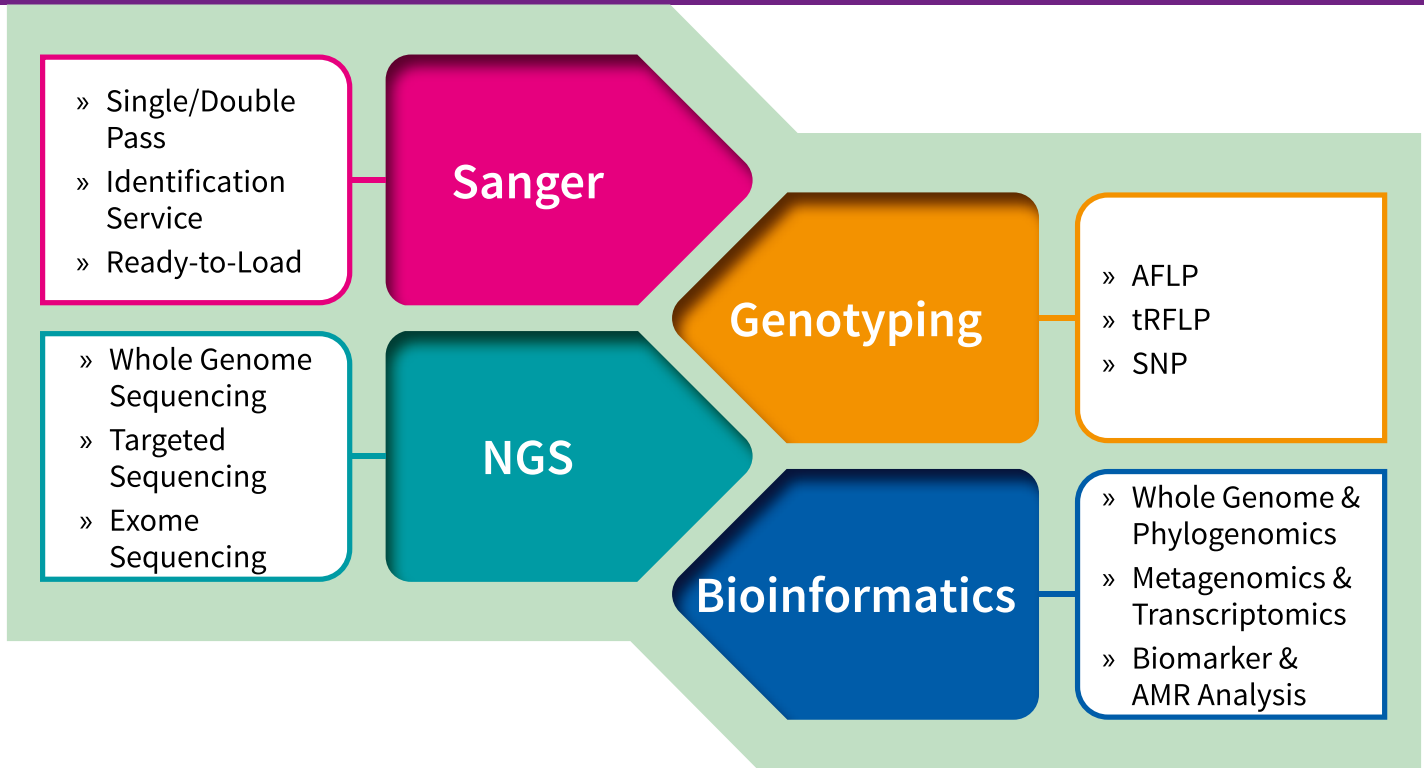 » Single/Double
Pass
» Identification
Service
» Ready-to-Load
Sanger
» Whole Genome
Sequencing
» Targeted
Sequencing
» Exome
Sequencing
NGS
Genotyping
» AFLP
» tRFLP
» SNP
Bioinformatics
» Whole Genome &
Phylogenomics
» Metagenomics &
Transcriptomics
» Biomarker &
AMR Analysis